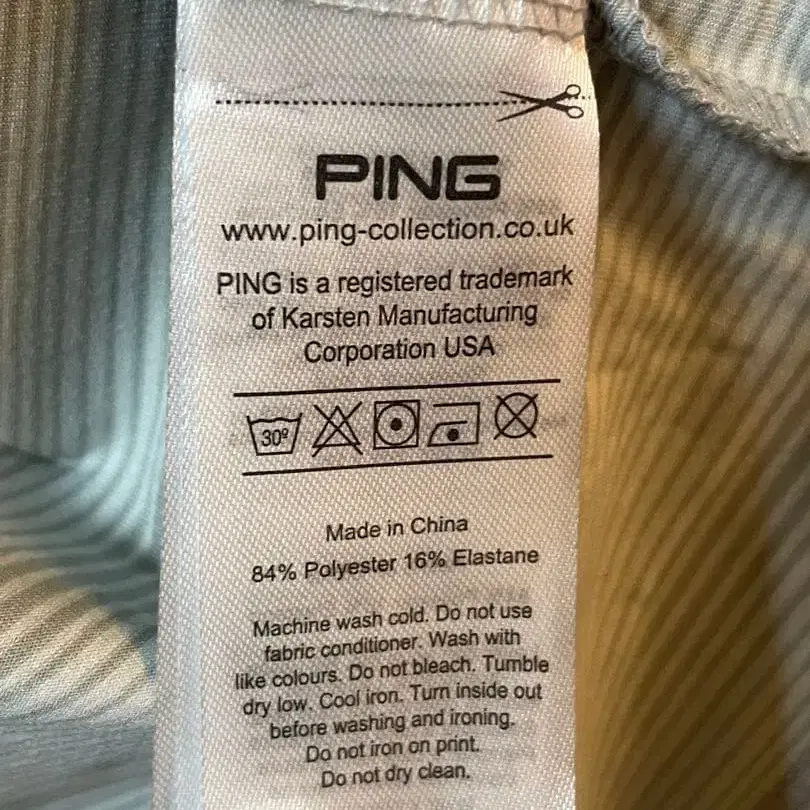 PING
www.ping-collection.co.uk
PING is a registered trademark
of Karsten Manufacturing
Corporation USA
30º
Made in China
84% Polyester 16% Elastane
Machine wash cold. Do not use
fabric conditioner. Wash with
like colours. Do not bleach. Tumble
dry low. Cool iron. Turn inside out
before washing and ironing.
Do not iron on print.
Do not dry clean.